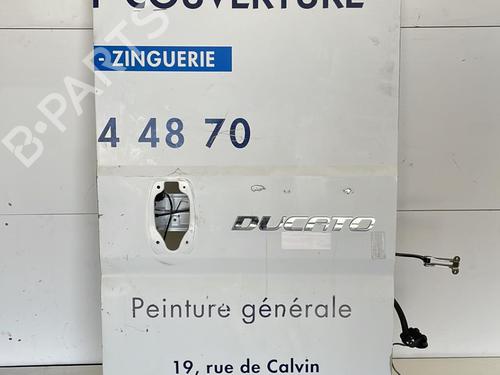 COUVERTURE
- ZINGUERIE
4 48 70
DUCATO
Peinture générale
19, rue de Calvin
B-PARTS